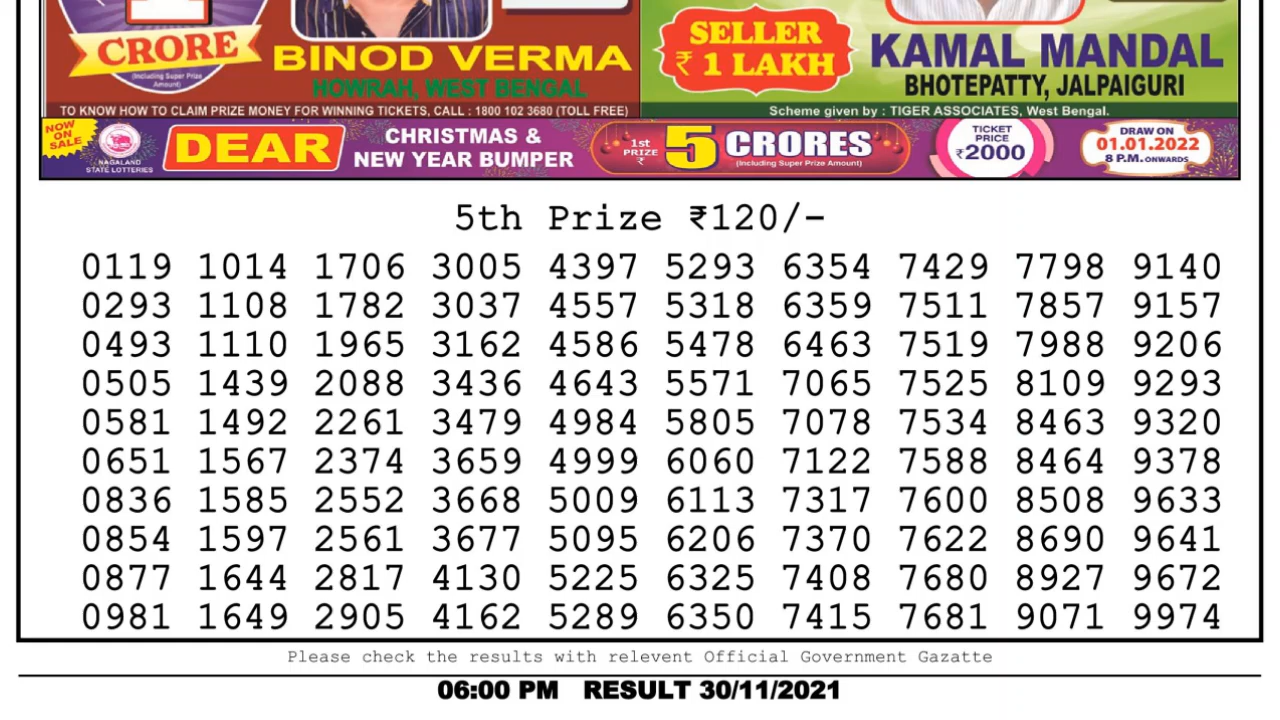 CRORE
(Including Super Prize
Amount)
BINOD VERMA
HOWRAH, WEST BENGAL
TO KNOW HOW TO CLAIM PRIZE MONEY FOR WINNING TICKETS, CALL : 1800 102 3680 (TOLL FREE)
SELLER
₹ 1 LAKH
KAMAL MANDAL
BHOTEPATTY, JALPAIGURI
Scheme given by : TIGER ASSOCIATES, West Bengal.
NOW
ON
SALE
NAGALAND
STATE LOTTERIES
DEAR
CHRISTMAS &
NEW YEAR BUMPER
1st
PRIZE
₹
5
CRORES
(Including Super Prize Amount)
TICKET
PRICE
₹2000
DRAW ON
01.01.2022
8 P.M. ONWARDS
5th Prize ₹120/-
0119 1014 1706 3005 4397 5293 6354 7429 7798 9140
0293 1108 1782 3037 4557 5318 6359 7511 7857 9157
0493 1110 1965 3162 4586 5478 6463 7519 7988 9206
0505 1439 2088 3436 4643 5571 7065 7525 8109 9293
0581 1492 2261 3479 4984 5805 7078 7534 8463 9320
0651 1567 2374 3659 4999 6060 7122 7588 8464 9378
0836 1585 2552 3668 5009 6113 7317 7600 8508 9633
0854 1597 2561 3677 5095 6206 7370 7622 8690 9641
0877 1644 2817 4130 5225 6325 7408 7680 8927 9672
0981 1649 2905 4162 5289 6350 7415 7681 9071 9974
Please check the results with relevent Official Government Gazatte
06:00 PM RESULT 30/11/2021